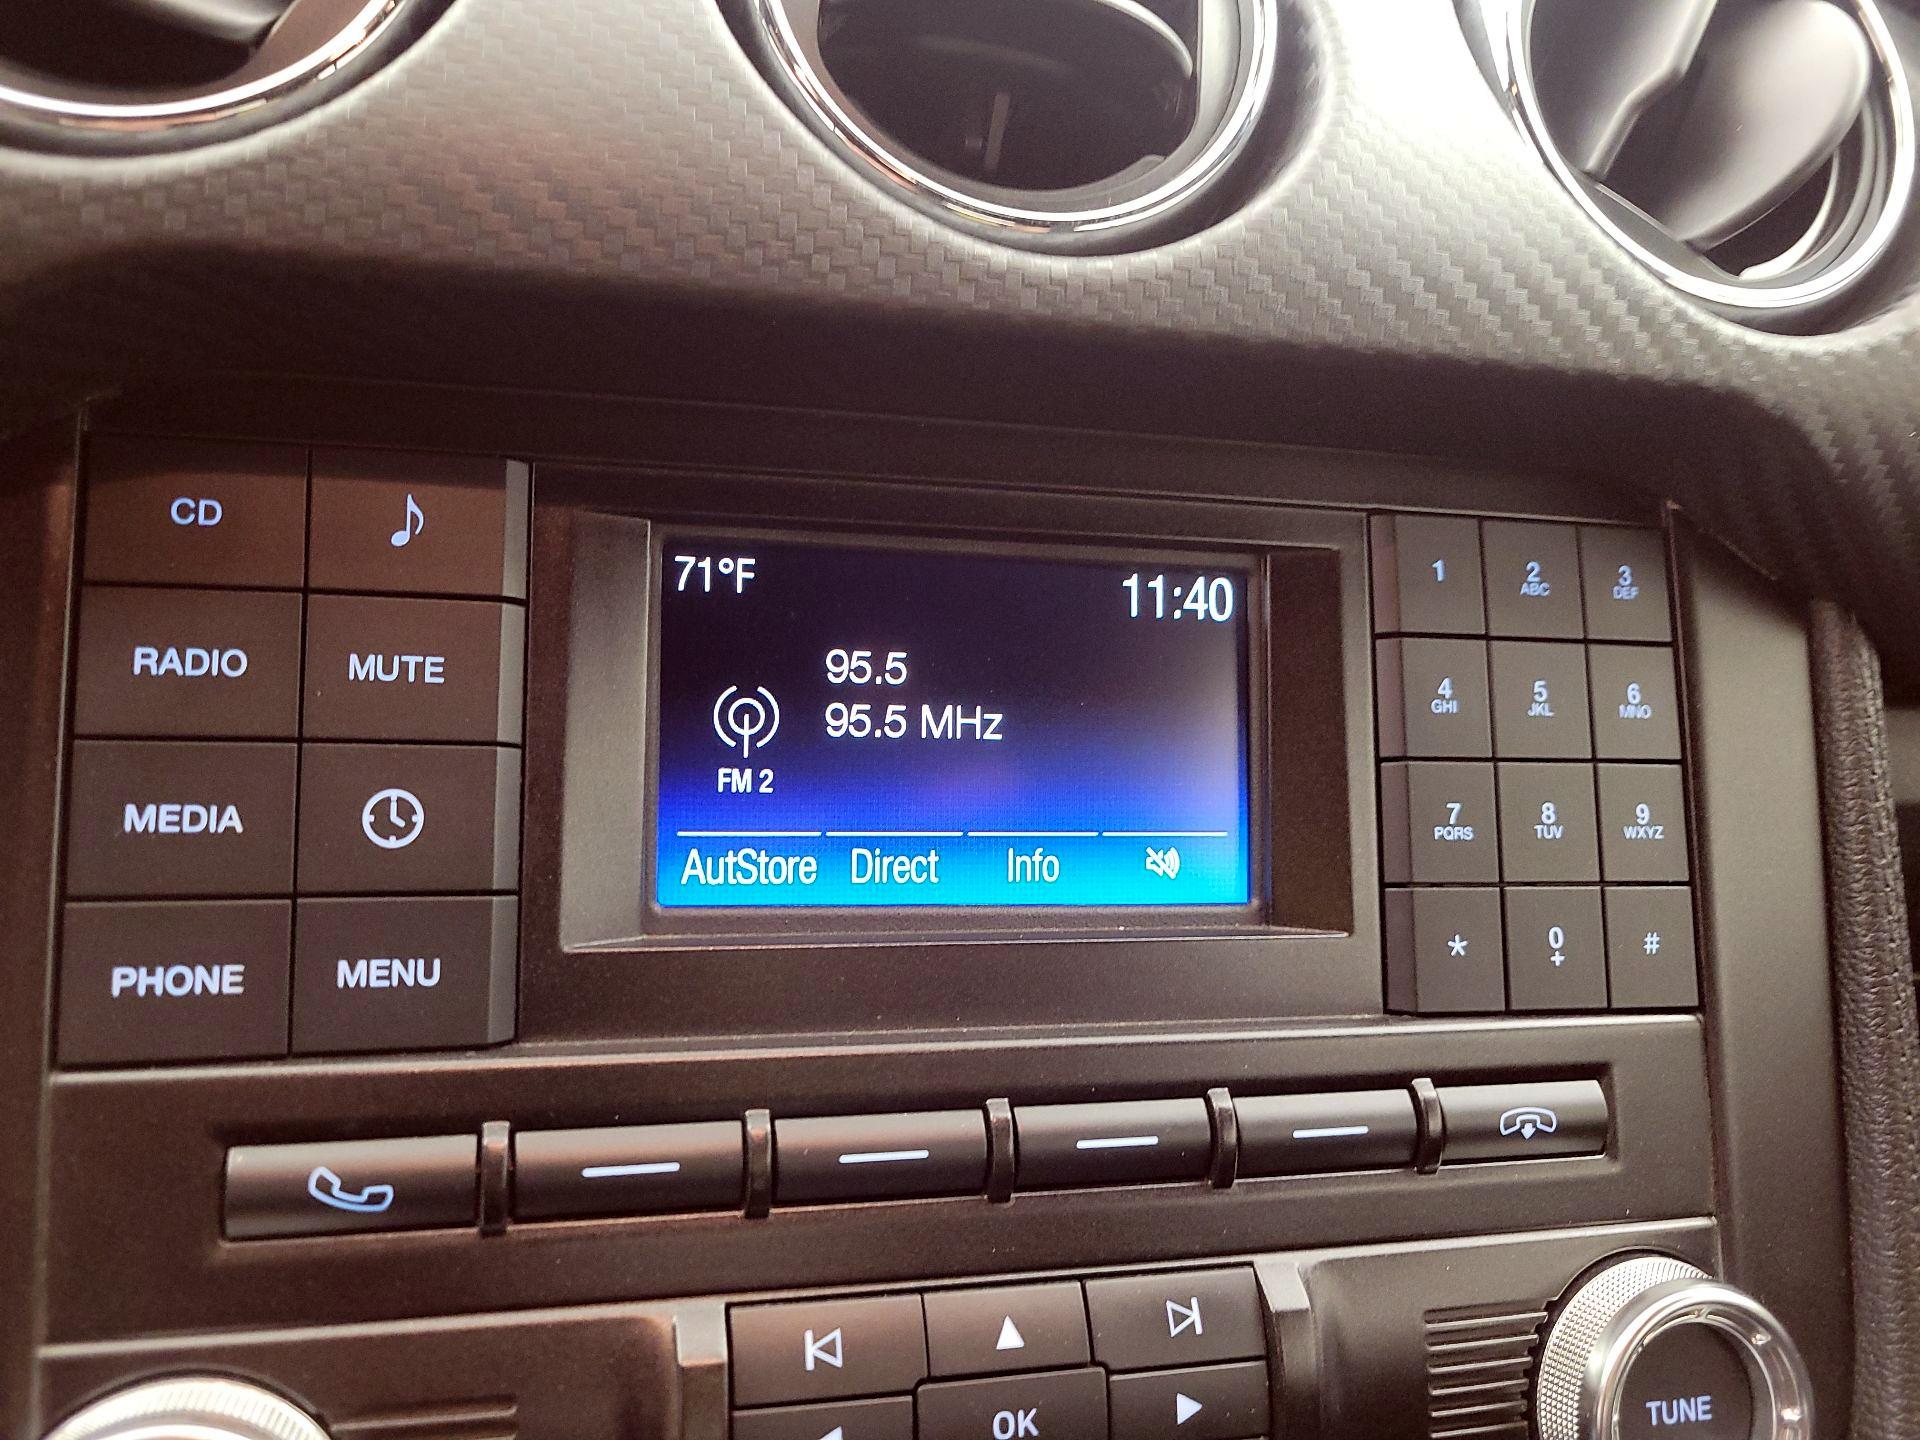 CD
RADIO MUTE
MEDIA
PHONE MENU
71°F 11:40
95.5
95.5 MHz
FM 2
AutStore Direct Info
1 2 3
ABC DEF
4 5 6
GHI JKL MNO
7 8 9
PQRS TUV WXYZ
* 0 #
+
OK
TUNE